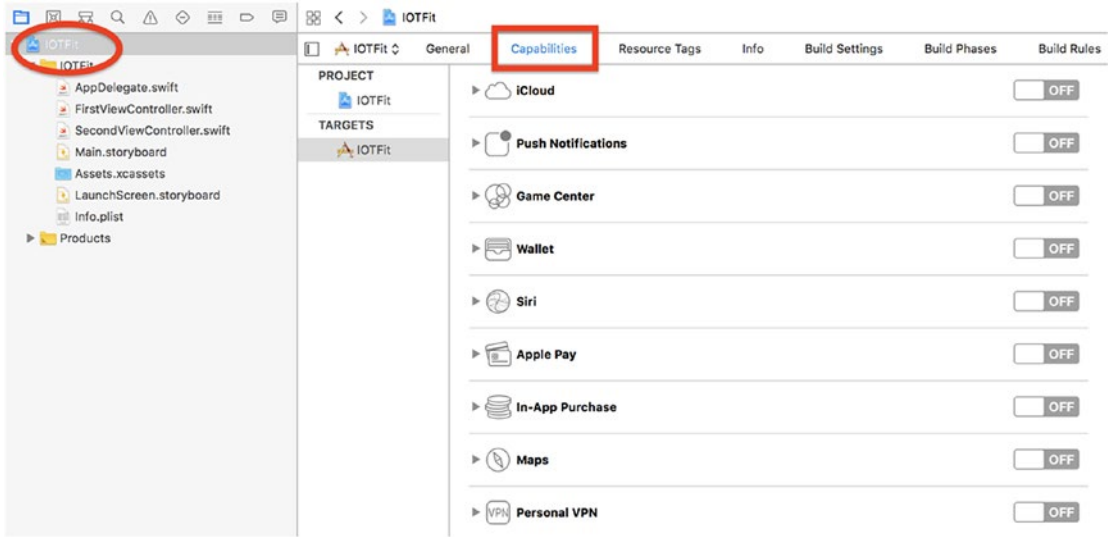 IOTFit
IOTFit
IOTFit
AppDelegate.swift
FirstViewController.swift
SecondViewController.swift
Main.storyboard
Assets.xcassets
LaunchScreen.storyboard
Info.plist
Products
IOTFit General Capabilities Resource Tags Info Build Settings Build Phases Build Rules
PROJECT
IOTFit
TARGETS
IOTFit
iCloud OFF
Push Notifications OFF
Game Center OFF
Wallet OFF
Siri OFF
Apple Pay OFF
In-App Purchase OFF
Maps OFF
VPN Personal VPN OFF